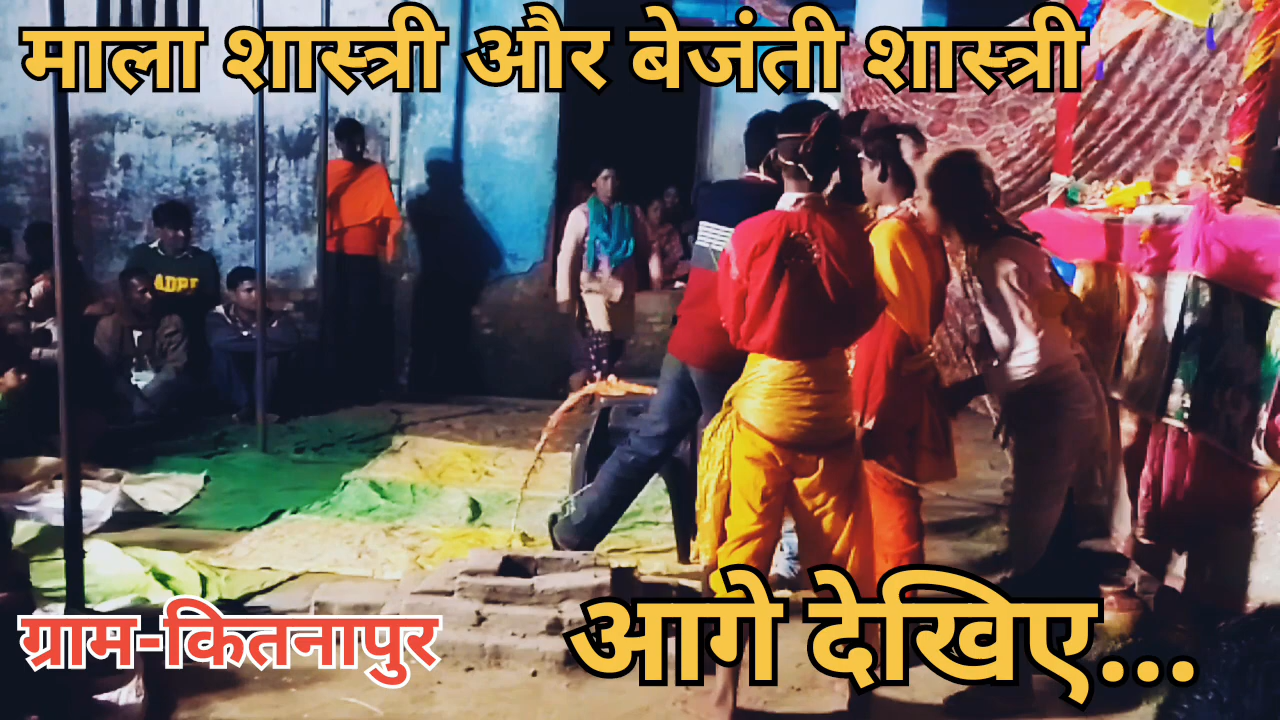 माला शास्त्री और बेजंती शास्त्री
ग्राम-कितनापुर
आगे देखिए...